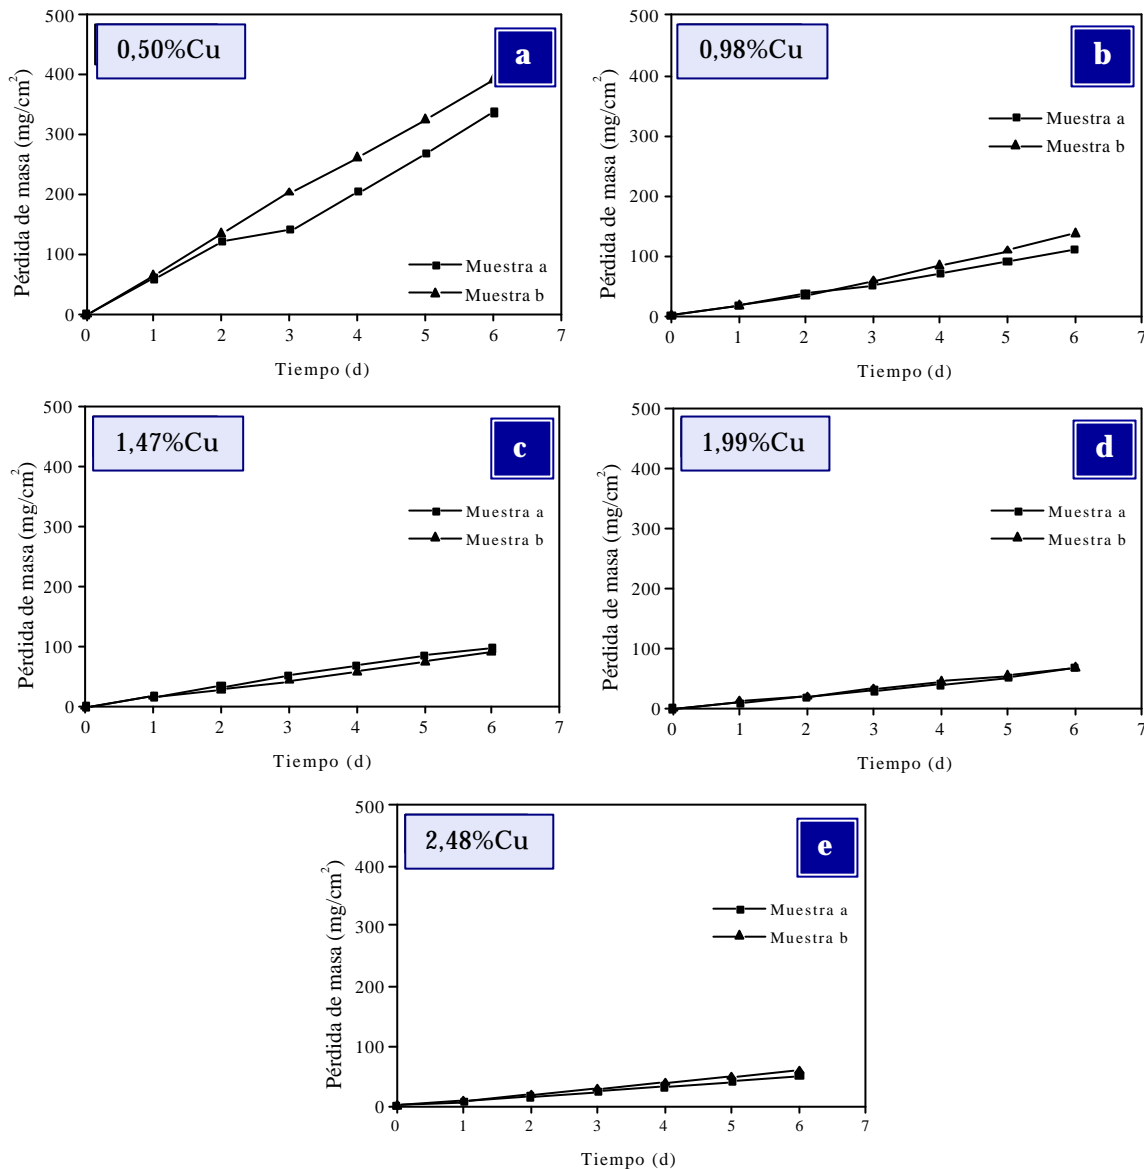 0,50%Cu
a
Pérdida de masa (mg/cm²)
500
400
300
200
100
0
Muestra a
Muestra b
0 1 2 3 4 5 6 7
Tiempo (d)
0,98%Cu
b
Pérdida de masa (mg/cm²)
500
400
300
200
100
0
Muestra a
Muestra b
0 1 2 3 4 5 6 7
Tiempo (d)
1,47%Cu
c
Pérdida de masa (mg/cm²)
500
400
300
200
100
0
Muestra a
Muestra b
0 1 2 3 4 5 6 7
Tiempo (d)
1,99%Cu
d
Pérdida de masa (mg/cm²)
500
400
300
200
100
0
Muestra a
Muestra b
0 1 2 3 4 5 6 7
Tiempo (d)
2,48%Cu
e
Pérdida de masa (mg/cm²)
500
400
300
200
100
0
Muestra a
Muestra b
0 1 2 3 4 5 6 7
Tiempo (d)